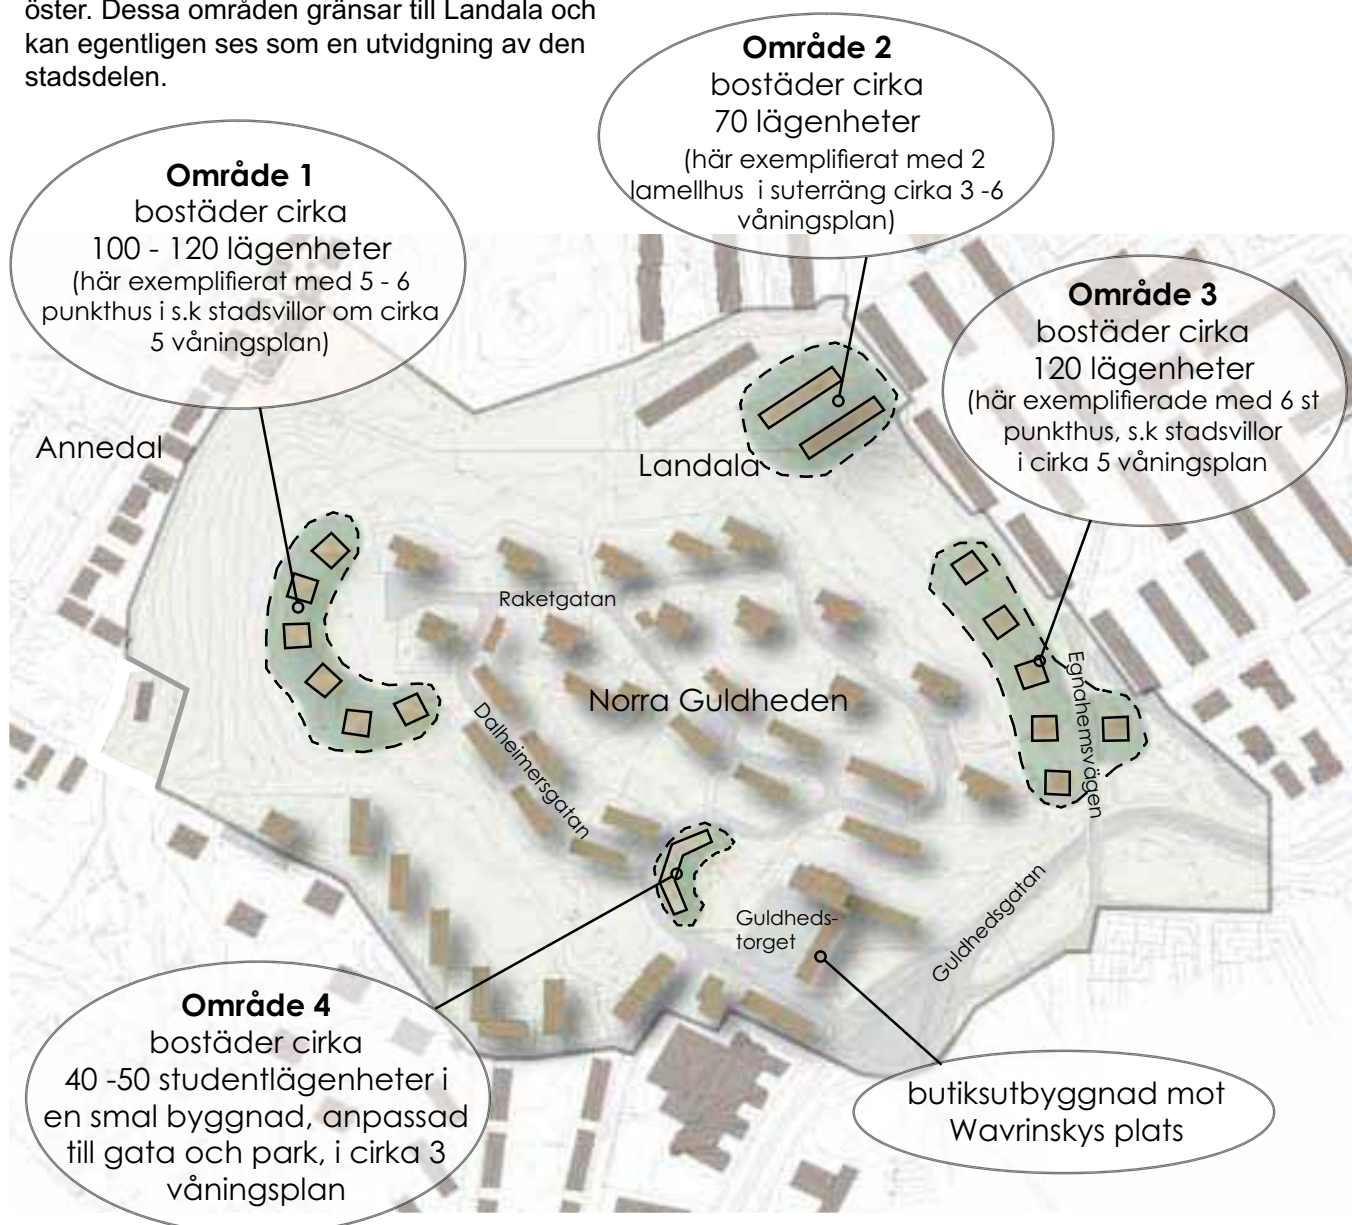 öster. Dessa områden gränsar till Landala och
kan egentligen ses som en utvidgning av den
stadsdelen.
Område 2
bostäder cirka
70 lägenheter
(här exemplifierat med 2
lamellhus i suterräng cirka 3 -6
våningsplan)
Område 1
bostäder cirka
100 - 120 lägenheter
(här exemplifierat med 5 - 6
punkthus i s.k stadsvillor om cirka
5 våningsplan)
Område 3
bostäder cirka
120 lägenheter
(här exemplifierade med 6 st
punkthus, s.k stadsvillor
i cirka 5 våningsplan
Annedal
Landala
Raketgatan
Norra Guldheden
Egnahemsvägen
Dalheimersgatan
Guldheds-
torget
Guldhedsgatan
Område 4
bostäder cirka
40 -50 studentlägenheter i
en smal byggnad, anpassad
till gata och park, i cirka 3
våningsplan
butiksutbyggnad mot
Wavrinskys plats